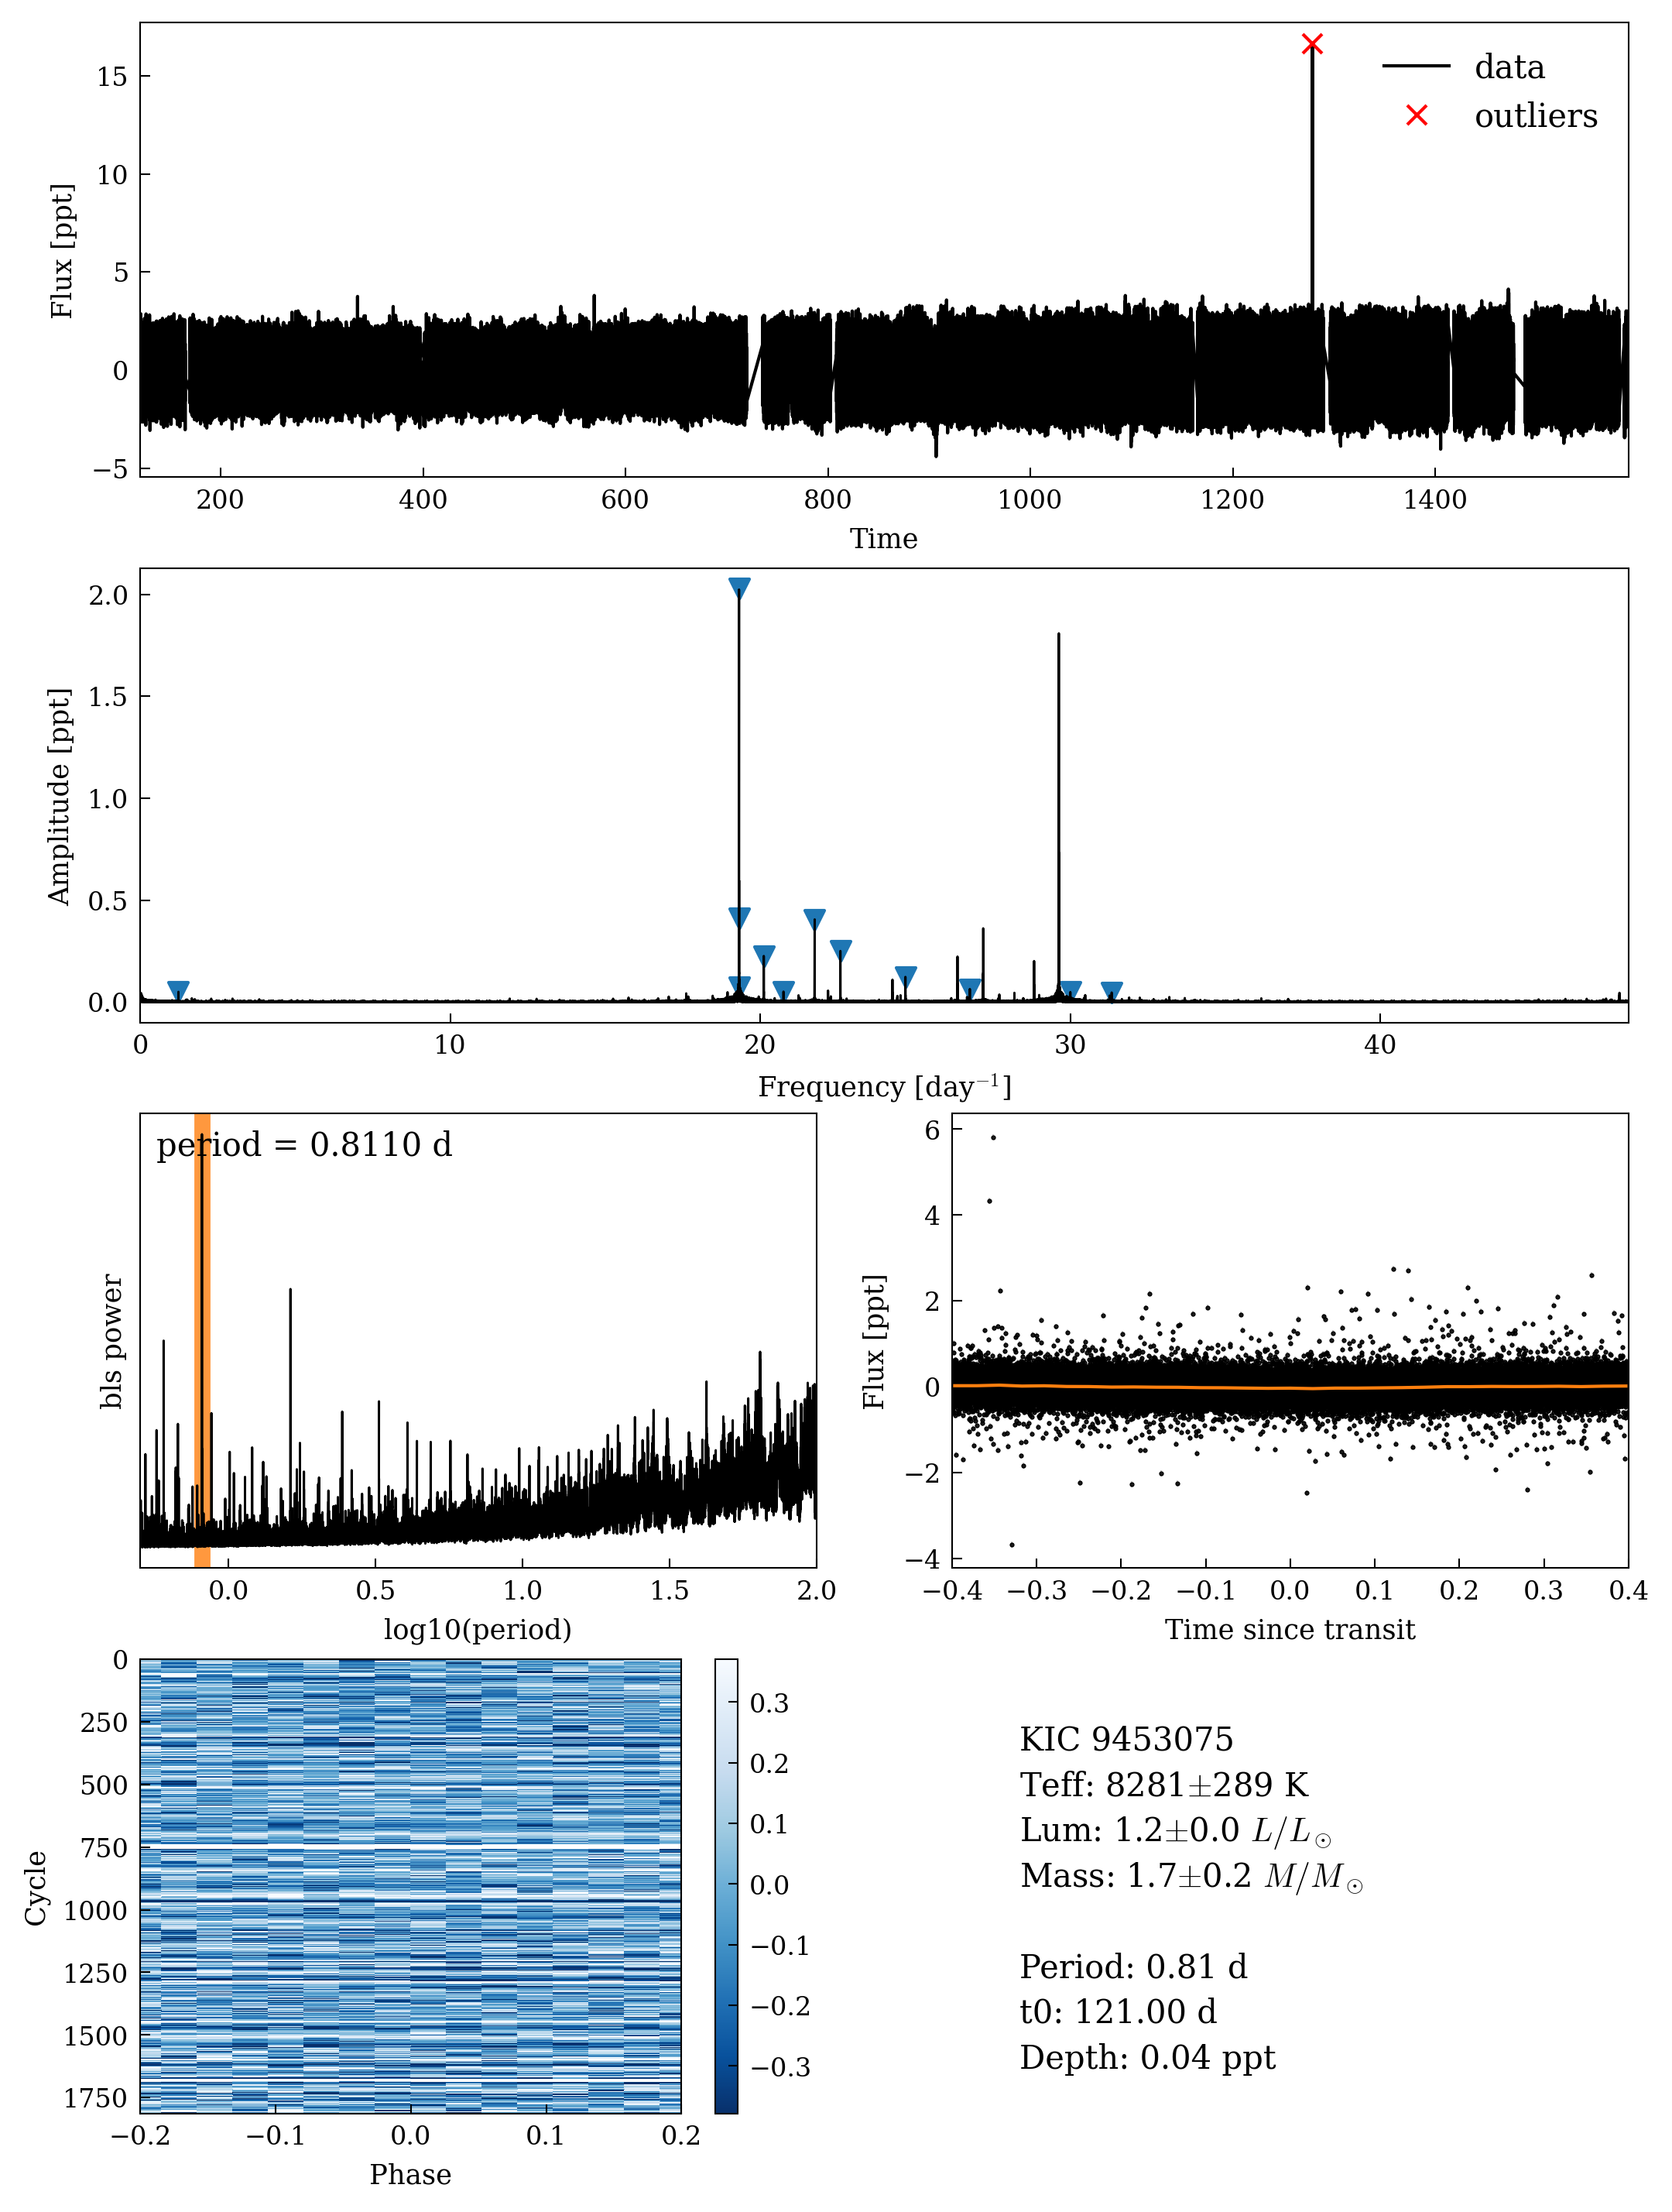 15
10
5
0
−5
Flux [ppt]
data
outliers
200 400 600 800 1000 1200 1400
Time
2.0
1.5
1.0
0.5
0.0
Amplitude [ppt]
0 10 20 30 40
Frequency [day⁻¹]
period = 0.8110 d
bls power
0.0 0.5 1.0 1.5 2.0
log10(period)
6
4
2
0
−2
−4
Flux [ppt]
−0.4 −0.3 −0.2 −0.1 0.0 0.1 0.2 0.3 0.4
Time since transit
0
250
500
750
1000
1250
1500
1750
Cycle
−0.2 −0.1 0.0 0.1 0.2
Phase
0.3
0.2
0.1
0.0
−0.1
−0.2
−0.3
KIC 9453075
Teff: 8281±289 K
Lum: 1.2±0.0 L/L⊙
Mass: 1.7±0.2 M/M⊙
Period: 0.81 d
t0: 121.00 d
Depth: 0.04 ppt